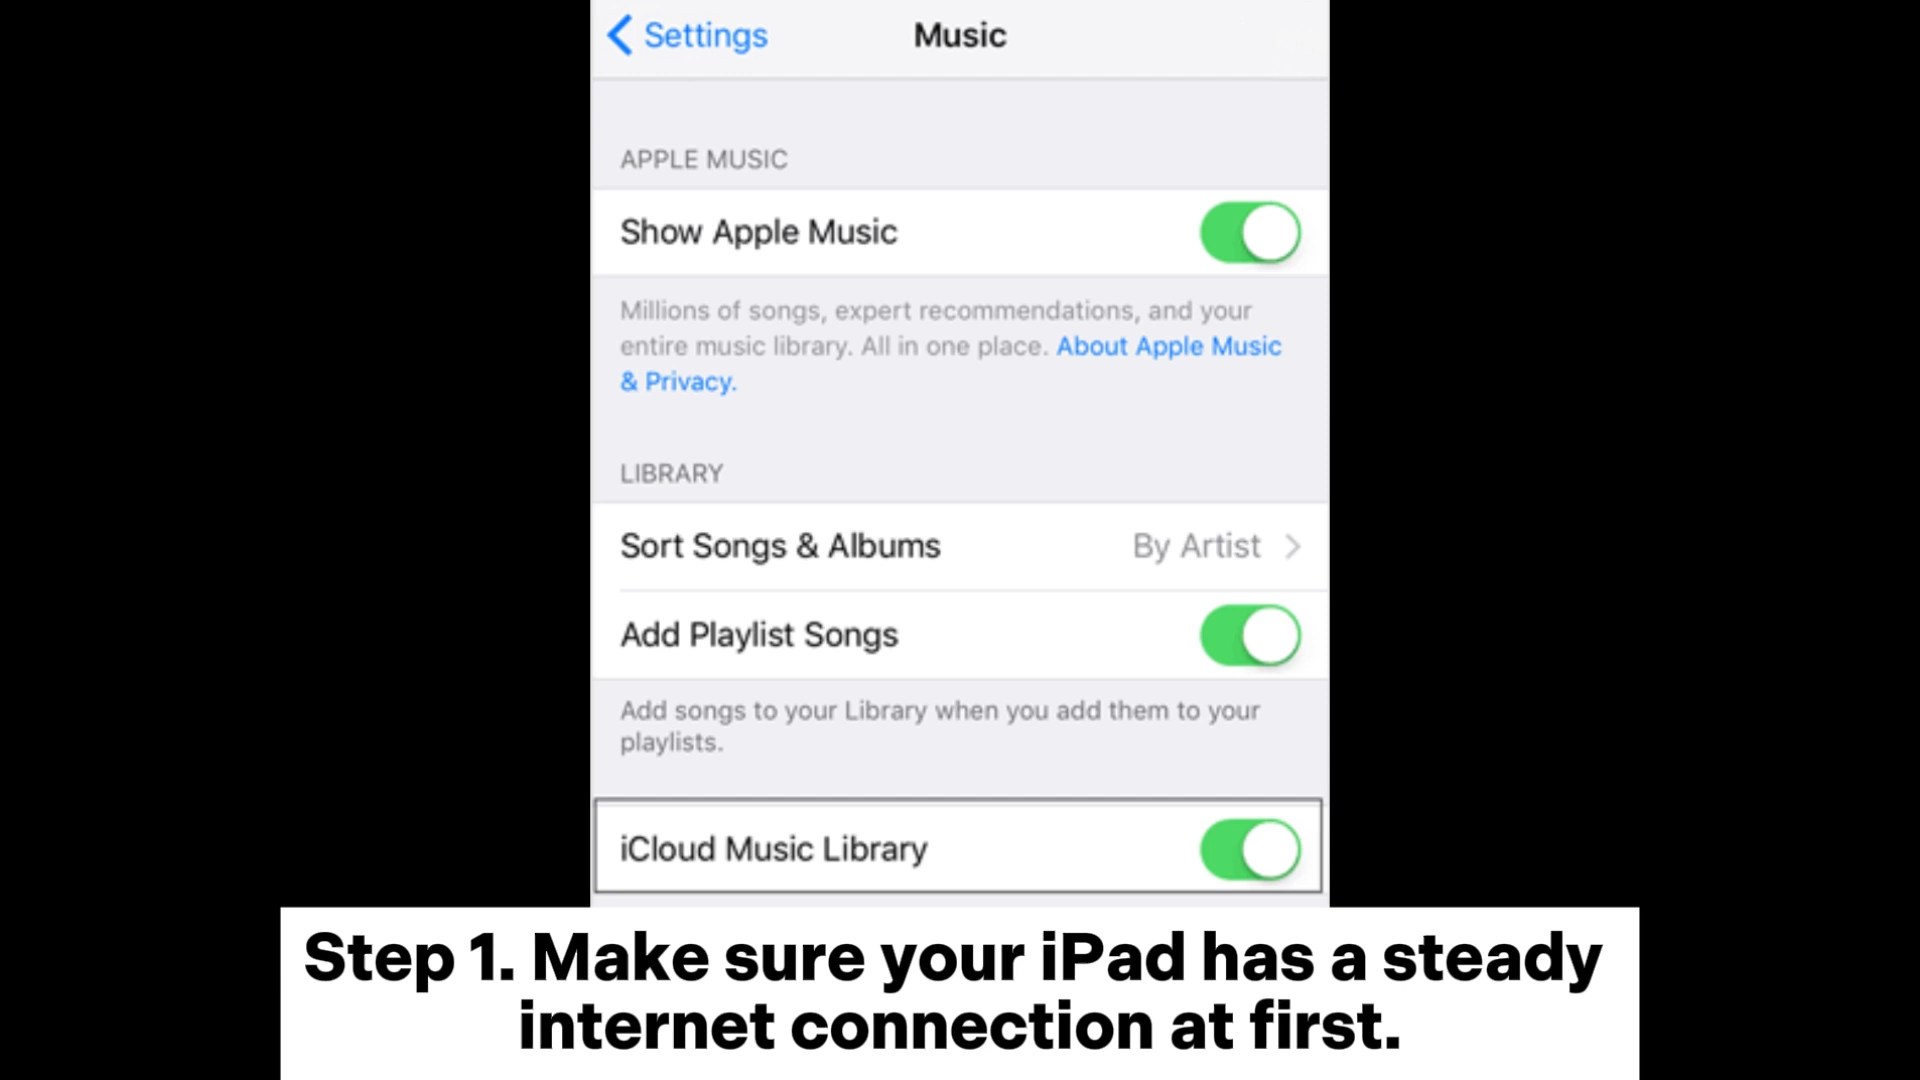 Settings
Music
APPLE MUSIC
Show Apple Music
Millions of songs, expert recommendations, and your
entire music library. All in one place. About Apple Music
& Privacy.
LIBRARY
Sort Songs & Albums By Artist
Add Playlist Songs
Add songs to your Library when you add them to your
playlists.
iCloud Music Library
Step 1. Make sure your iPad has a steady
internet connection at first.